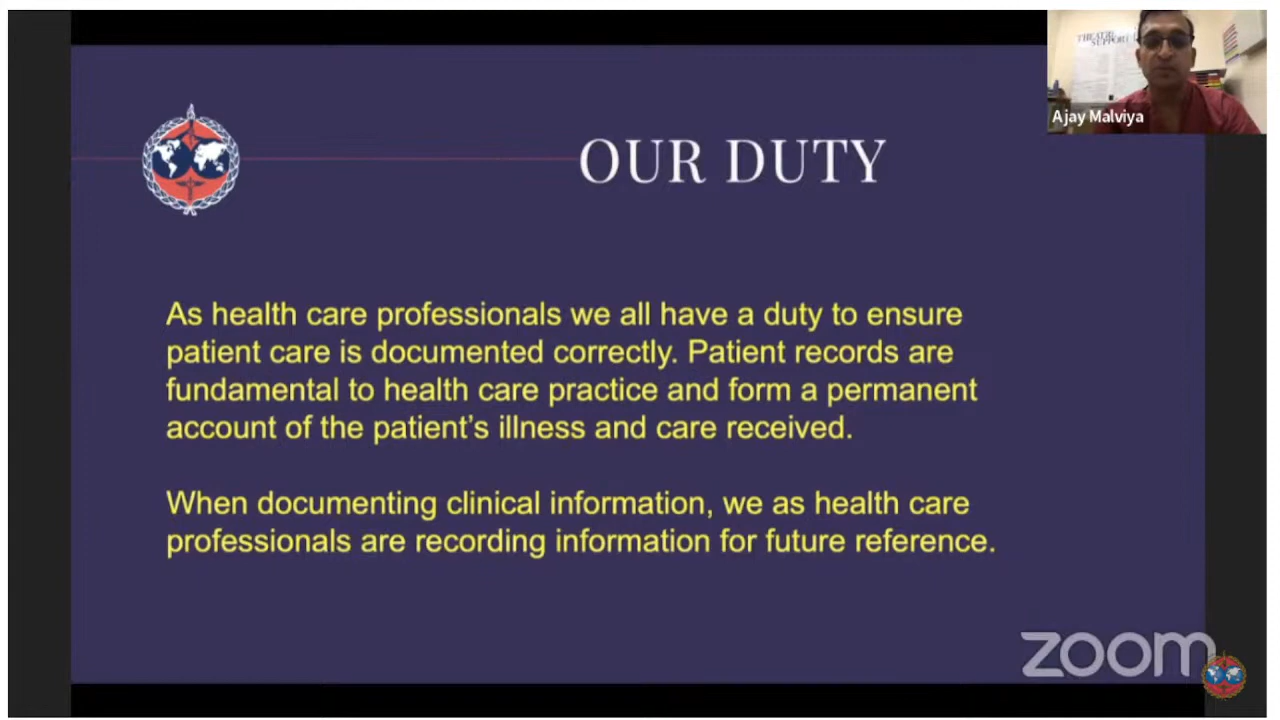 THEATRE
SUPPORT
Ajay Malviya
OUR DUTY
As health care professionals we all have a duty to ensure
patient care is documented correctly. Patient records are
fundamental to health care practice and form a permanent
account of the patient’s illness and care received.
When documenting clinical information, we as health care
professionals are recording information for future reference.
zoom